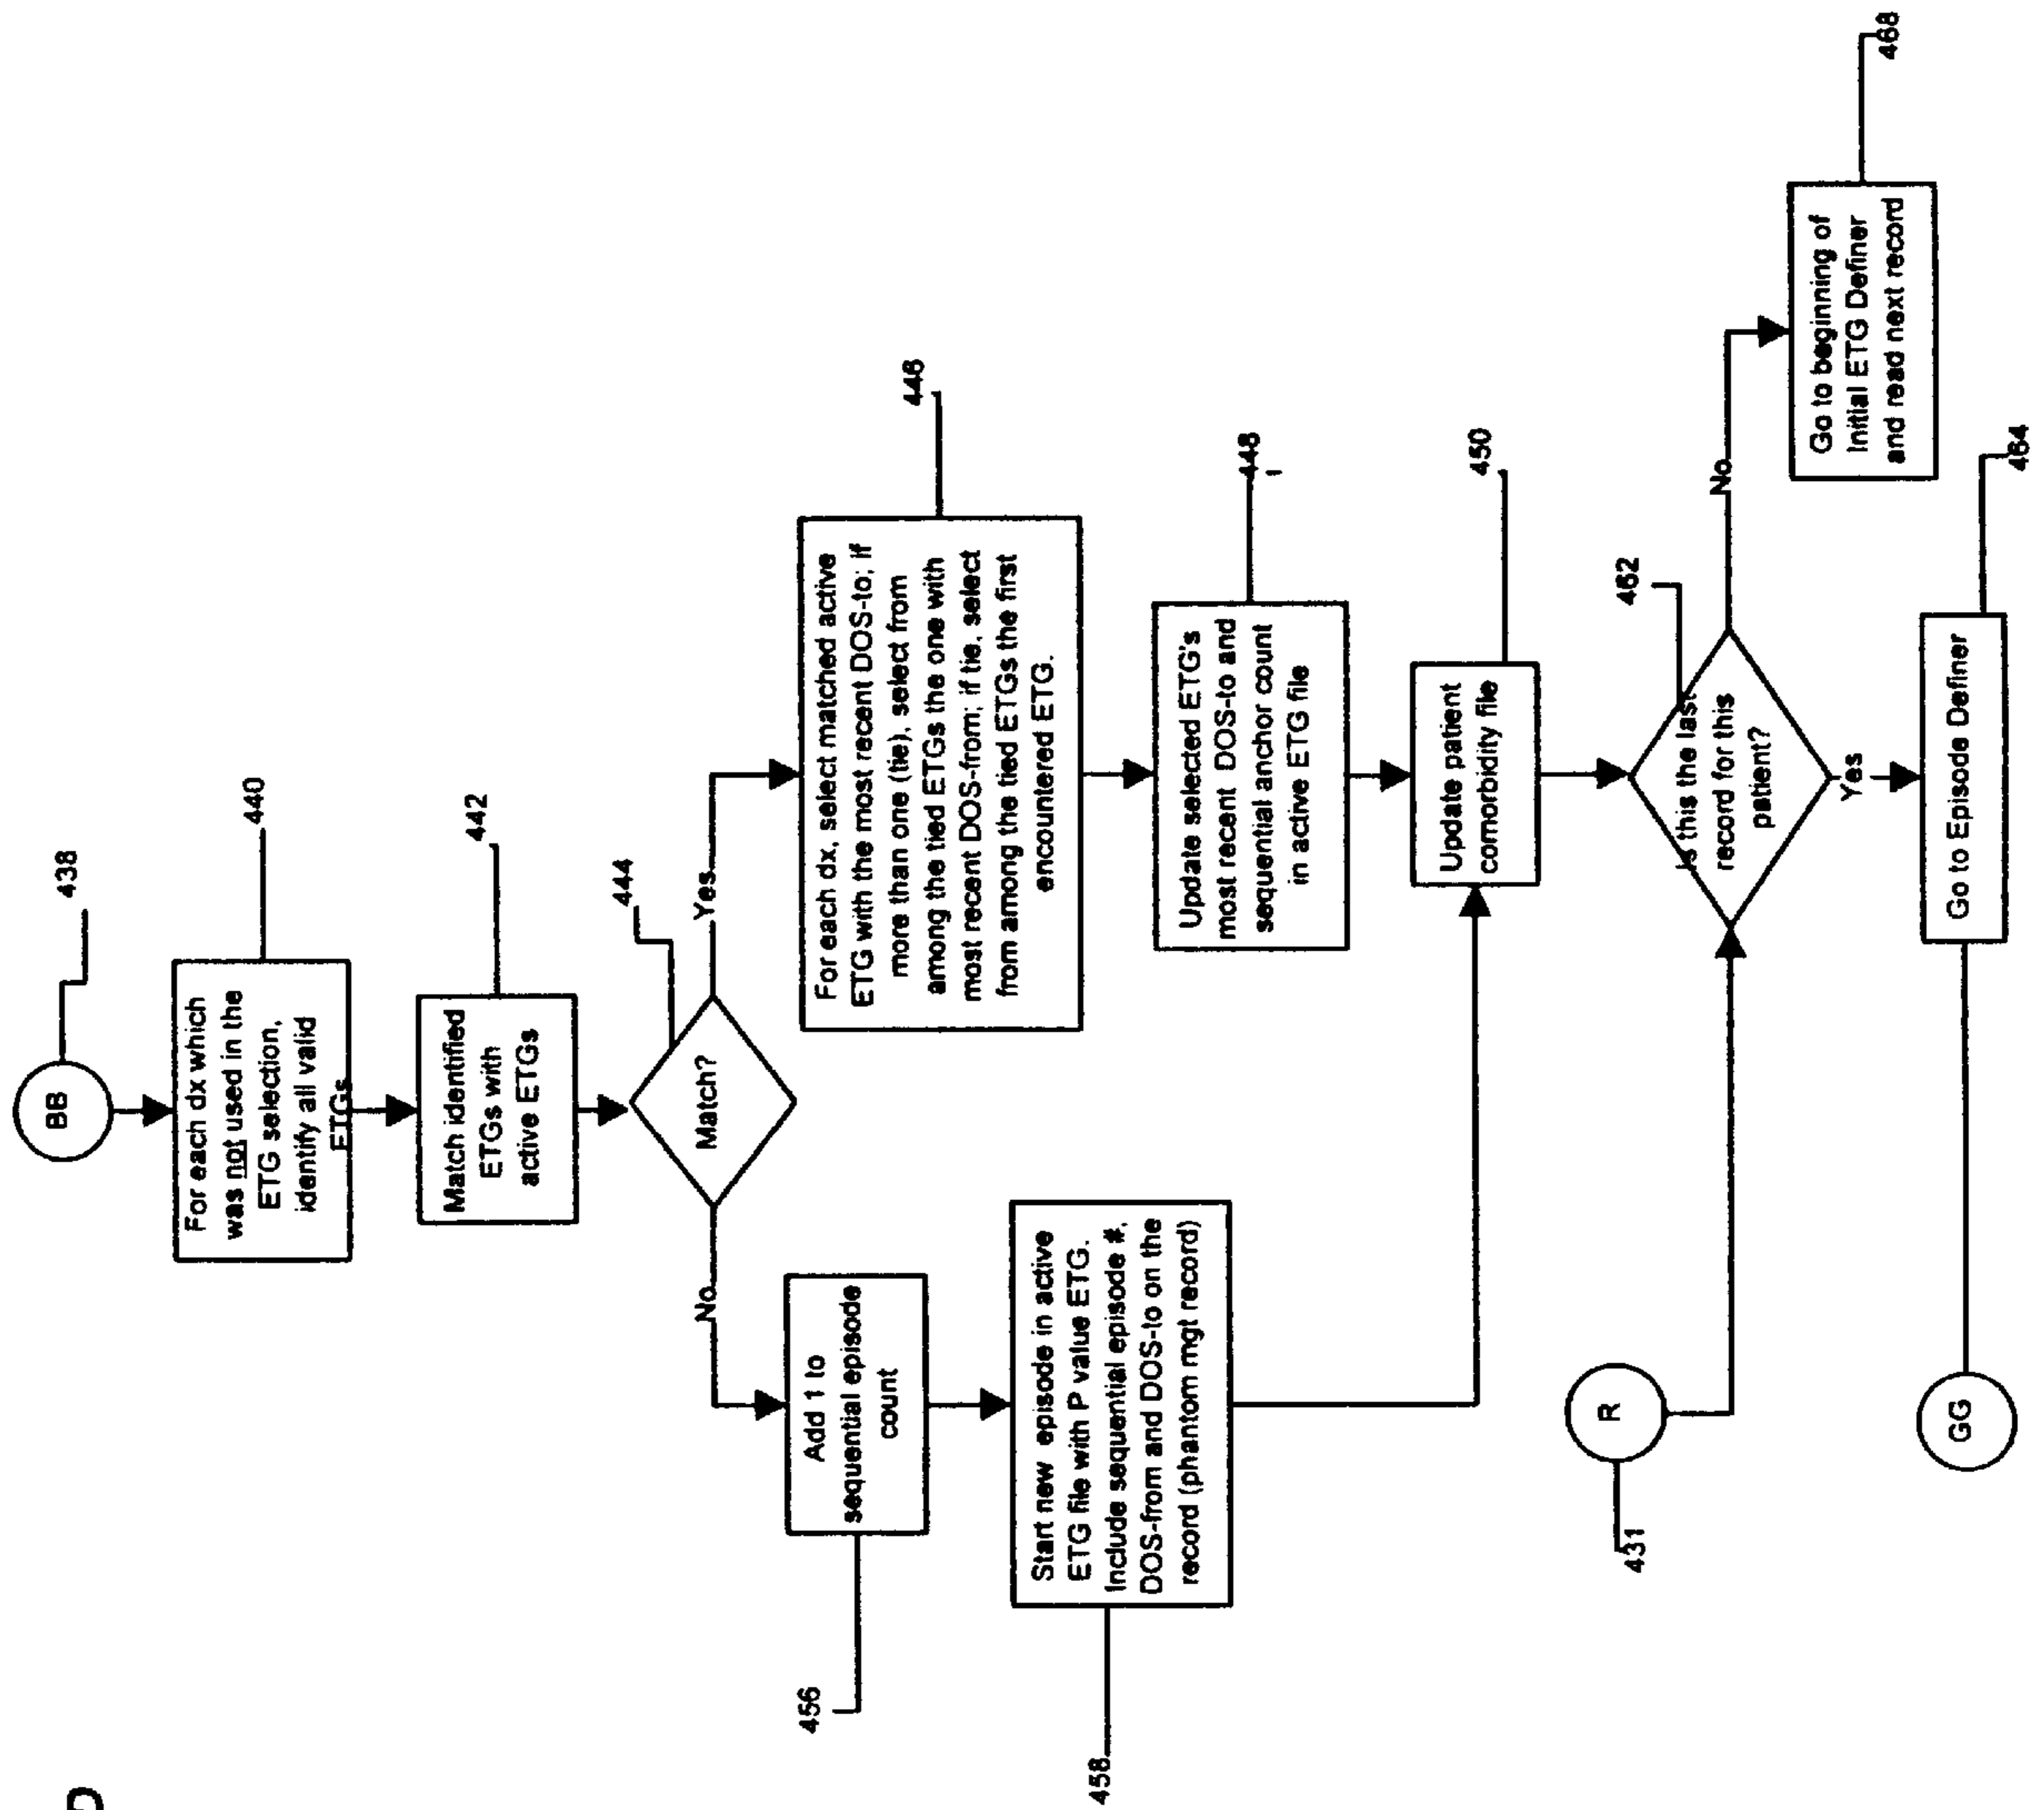 D
BB
438
For each dx which
was not used in the
ETG selection,
identify all valid
ETGs
440
Match identified
ETGs with
active ETGs
442
444
Match?
No
Yes
Add 1 to
sequential episode
count
456
Start new episode in active
ETG file with P value ETG.
Include sequential episode #,
DOS-from and DOS-to on the
record (phantom mgt record)
458
For each dx, select matched active
ETG with the most recent DOS-to; if
more than one (tie), select from
among the tied ETGs the one with
most recent DOS-from; if tie, select
from among the tied ETGs the first
encountered ETG.
446
Update selected ETG's
most recent DOS-to and
sequential anchor count
in active ETG file
448
Update patient
comorbidity file
450
R
431
Is this the last
record for this
patient?
462
No
Yes
Go to beginning of
Initial ETG Definer
and read next record
468
GG
Go to Episode Definer
464